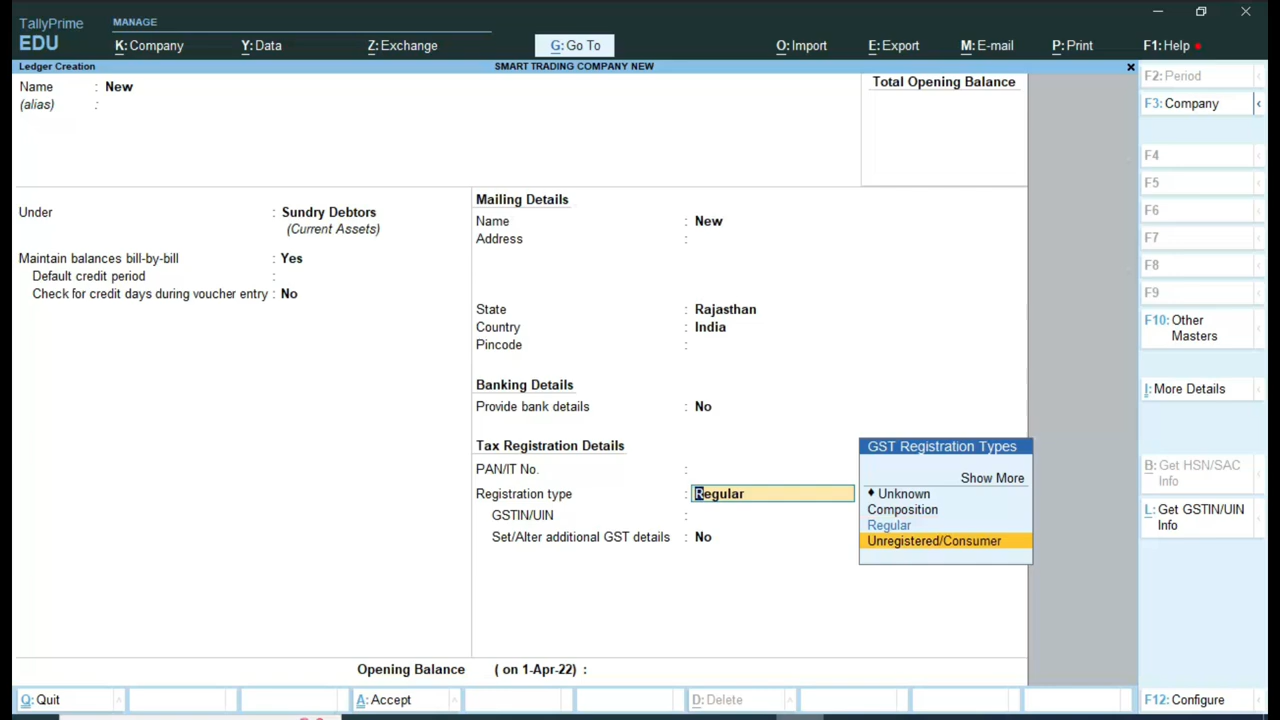 TallyPrime
EDU
MANAGE
K: Company
Y: Data
Z: Exchange
G: Go To
O: Import
E: Export
M: E-mail
P: Print
F1: Help
Ledger Creation
SMART TRADING COMPANY NEW
Name : New
(alias) :
Total Opening Balance
Under : Sundry Debtors
(Current Assets)
Maintain balances bill-by-bill : Yes
Default credit period :
Check for credit days during voucher entry : No
Mailing Details
Name : New
Address :
State : Rajasthan
Country : India
Pincode :
Banking Details
Provide bank details : No
Tax Registration Details
PAN/IT No. :
Registration type : Regular
GSTIN/UIN :
Set/Alter additional GST details : No
GST Registration Types
Show More
♦ Unknown
Composition
Regular
Unregistered/Consumer
Opening Balance ( on 1-Apr-22) :
F2: Period
F3: Company
F4
F5
F6
F7
F8
F9
F10: Other
Masters
I: More Details
B: Get HSN/SAC
Info
L: Get GSTIN/UIN
Info
Q: Quit
A: Accept
D: Delete
F12: Configure